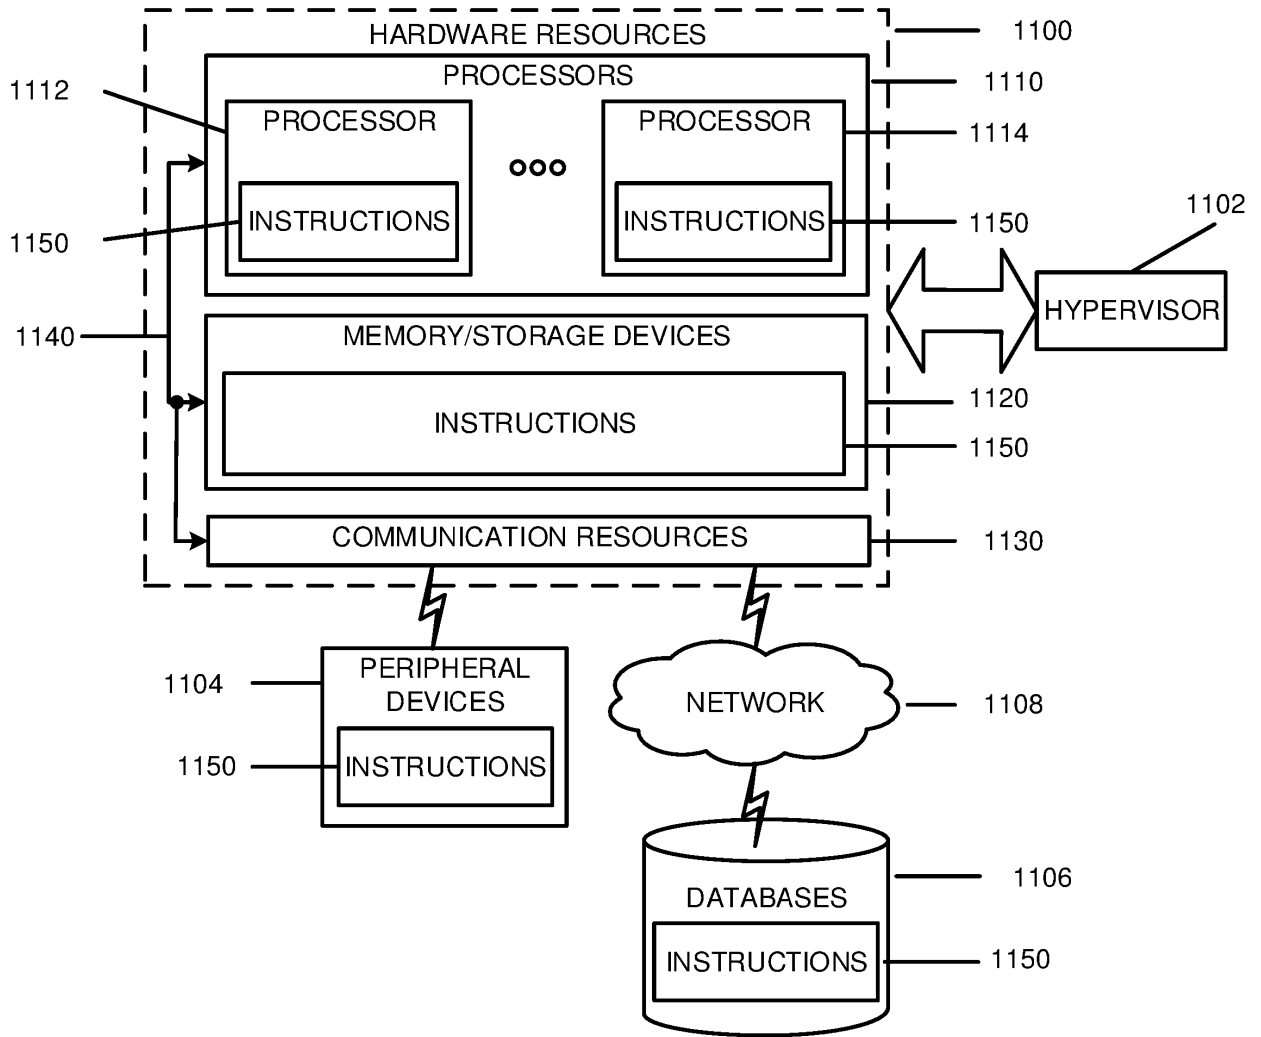 HARDWARE RESOURCES
1100
PROCESSORS
1110
1112
PROCESSOR
PROCESSOR
1114
INSTRUCTIONS
INSTRUCTIONS
1150
1150
1102
HYPERVISOR
1140
MEMORY/STORAGE DEVICES
1120
INSTRUCTIONS
1150
COMMUNICATION RESOURCES
1130
1104
PERIPHERAL
DEVICES
NETWORK
1108
1150
INSTRUCTIONS
1106
DATABASES
INSTRUCTIONS
1150